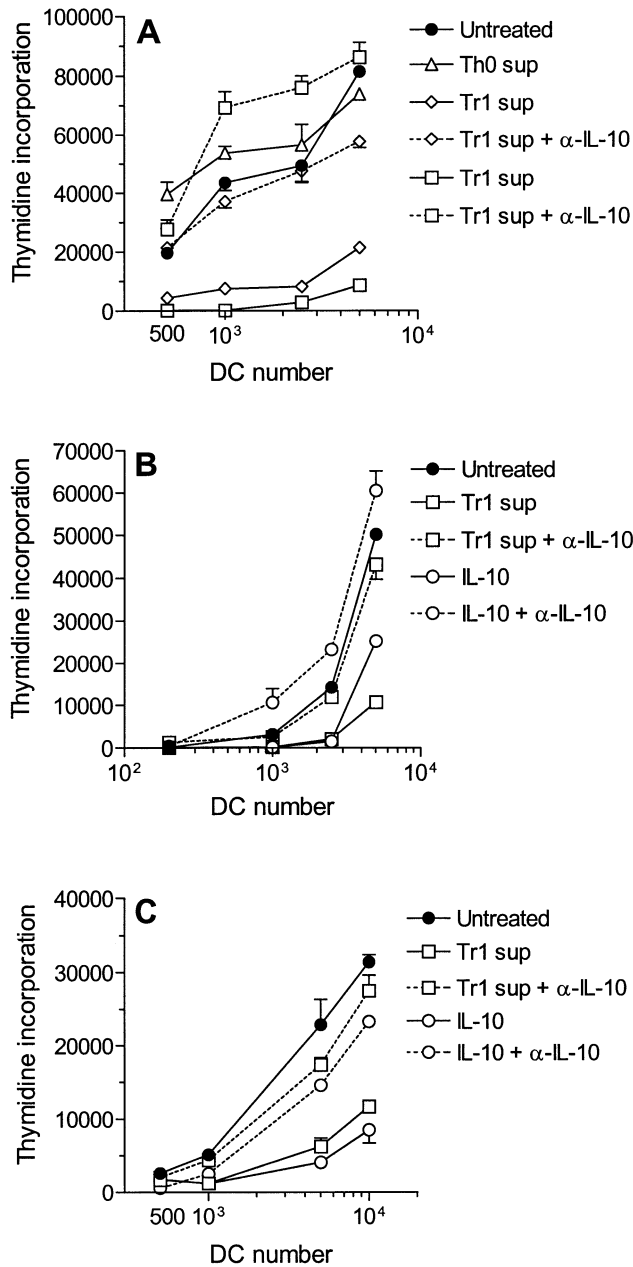 A
Thymidine incorporation
100000
80000
60000
40000
20000
0
500 10³ 10⁴
DC number
Untreated
Th0 sup
Tr1 sup
Tr1 sup + α-IL-10
Tr1 sup
Tr1 sup + α-IL-10
B
Thymidine incorporation
70000
60000
50000
40000
30000
20000
10000
0
10² 10³ 10⁴
DC number
Untreated
Tr1 sup
Tr1 sup + α-IL-10
IL-10
IL-10 + α-IL-10
C
Thymidine incorporation
40000
30000
20000
10000
0
500 10³ 10⁴
DC number
Untreated
Tr1 sup
Tr1 sup + α-IL-10
IL-10
IL-10 + α-IL-10